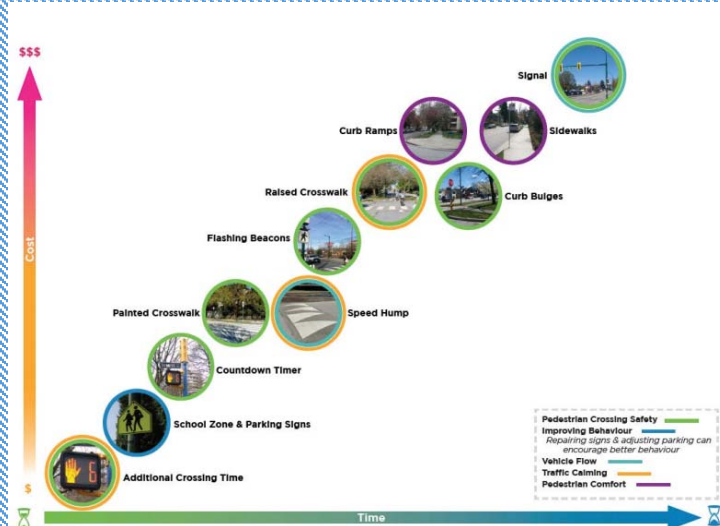 $$$
Signal
Curb Ramps
Sidewalks
Raised Crosswalk
Curb Bulges
Flashing Beacons
Cost
Painted Crosswalk
Speed Hump
Countdown Timer
School Zone & Parking Signs
Additional Crossing Time
6
$
Time
Pedestrian Crossing Safety
Improving Behaviour
Repairing signs & adjusting parking can
encourage better behaviour
Vehicle Flow
Traffic Calming
Pedestrian Comfort